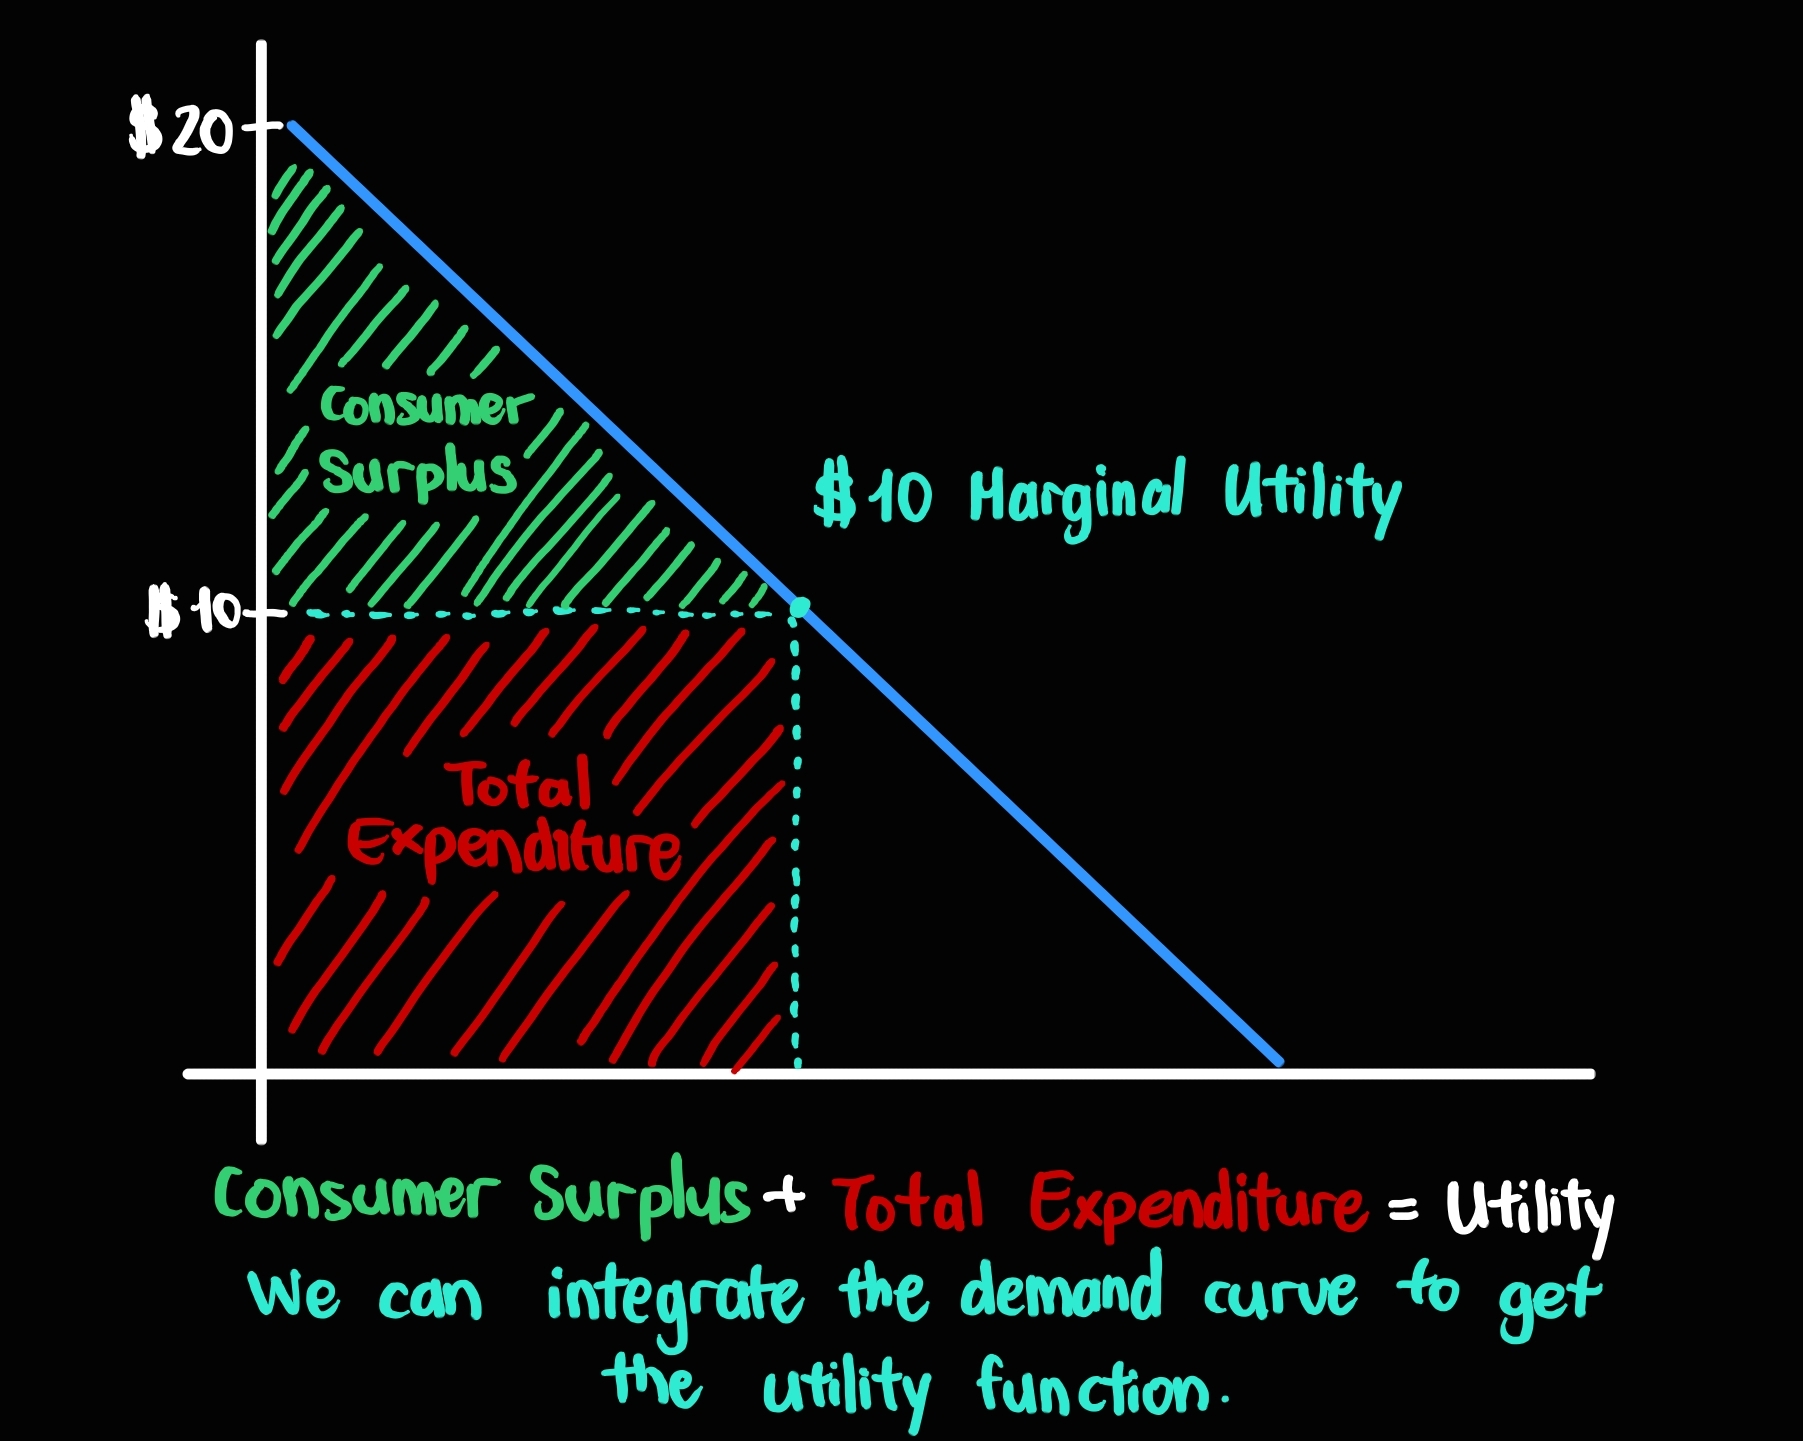 $20
Consumer
Surplus
$10 Marginal Utility
$10
Total
Expenditure
Consumer Surplus + Total Expenditure = Utility
We can integrate the demand curve to get
the utility function.